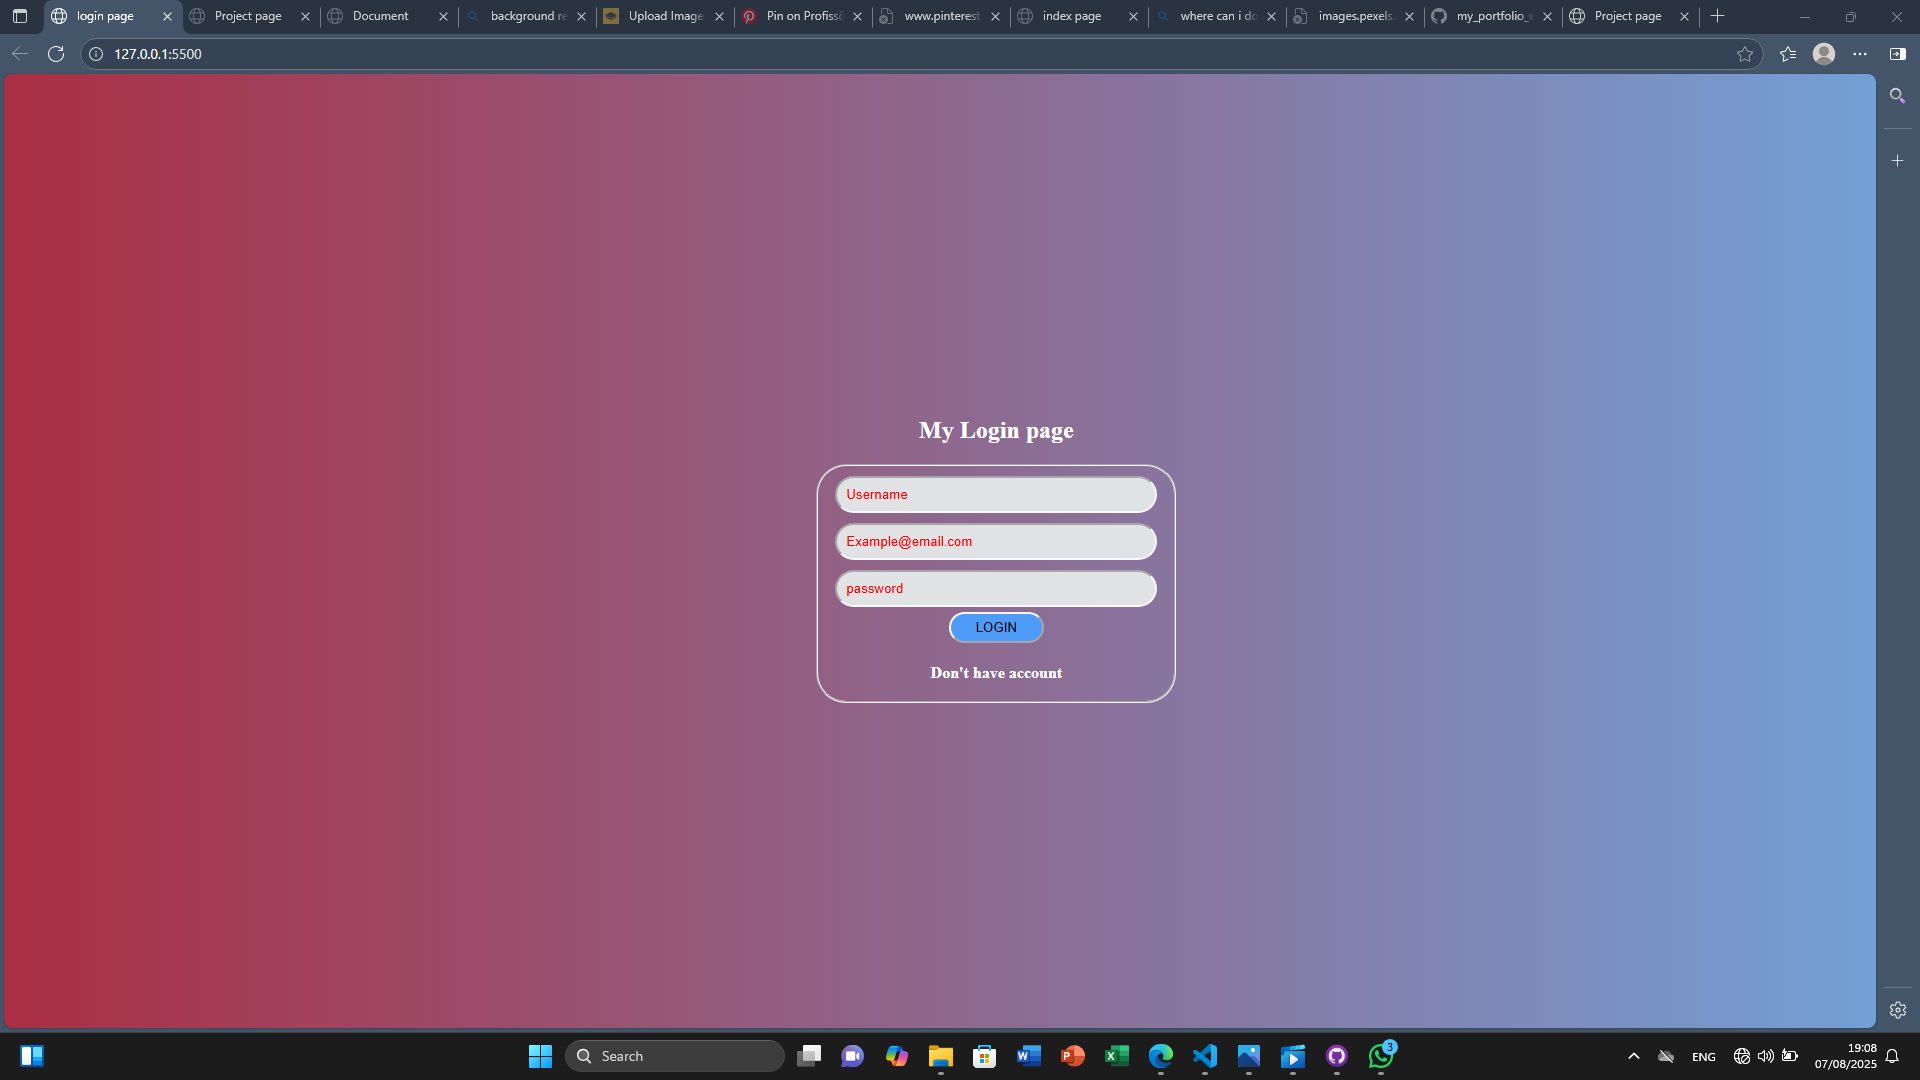 login page
Project page
Document
background re
Upload Image
Pin on Profiss
www.pinterest.
index page
where can i do
images.pexels.
my_portfolio_w
Project page
127.0.0.1:5500
My Login page
Username
Example@email.com
password
LOGIN
Don't have account
Search
3
ENG
19:08
07/08/2025